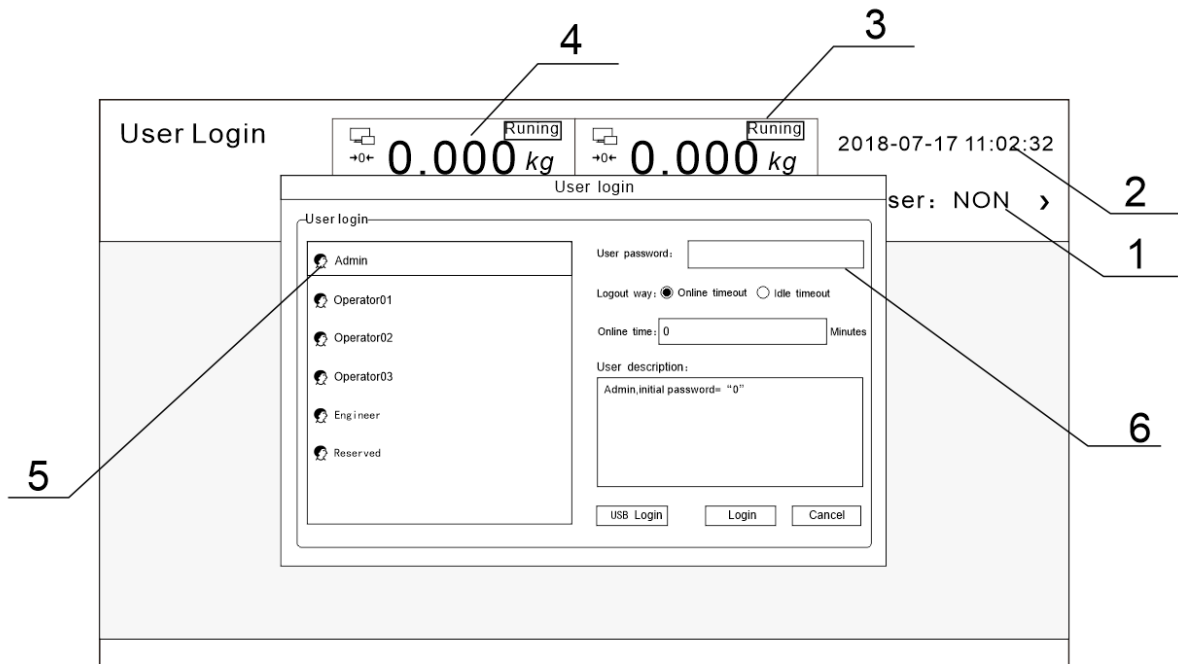 4
3
User Login
Runing
Runing
→0←
0.000 kg
→0←
0.000 kg
2018-07-17 11:02:32
2
User login
ser: NON ›
1
User login
Admin
Operator01
Operator02
Operator03
Engineer
Reserved
User password:
Logout way: Online timeout Idle timeout
Online time: 0 Minutes
User description:
Admin,initial password= “0”
6
5
USB Login
Login
Cancel